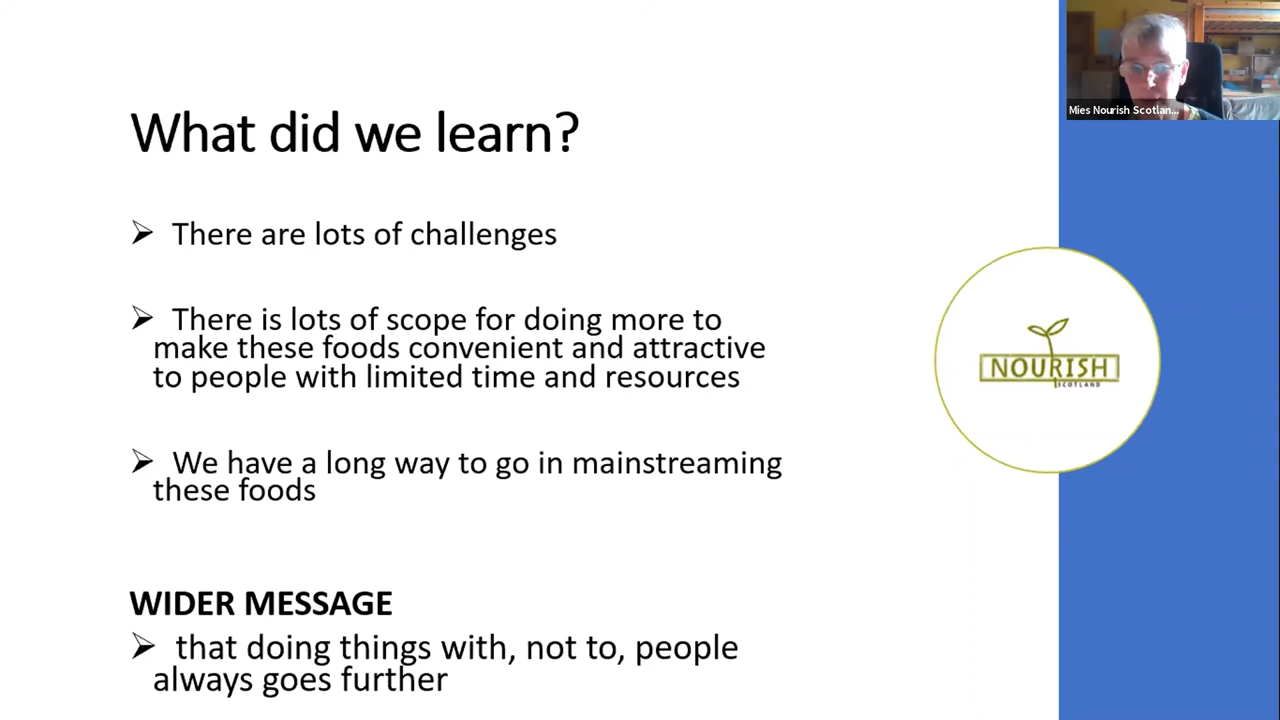 What did we learn?
There are lots of challenges
There is lots of scope for doing more to
make these foods convenient and attractive
to people with limited time and resources
We have a long way to go in mainstreaming
these foods
WIDER MESSAGE
that doing things with, not to, people
always goes further
Mies Nourish Scotlan...
NOURISH
SCOTLAND